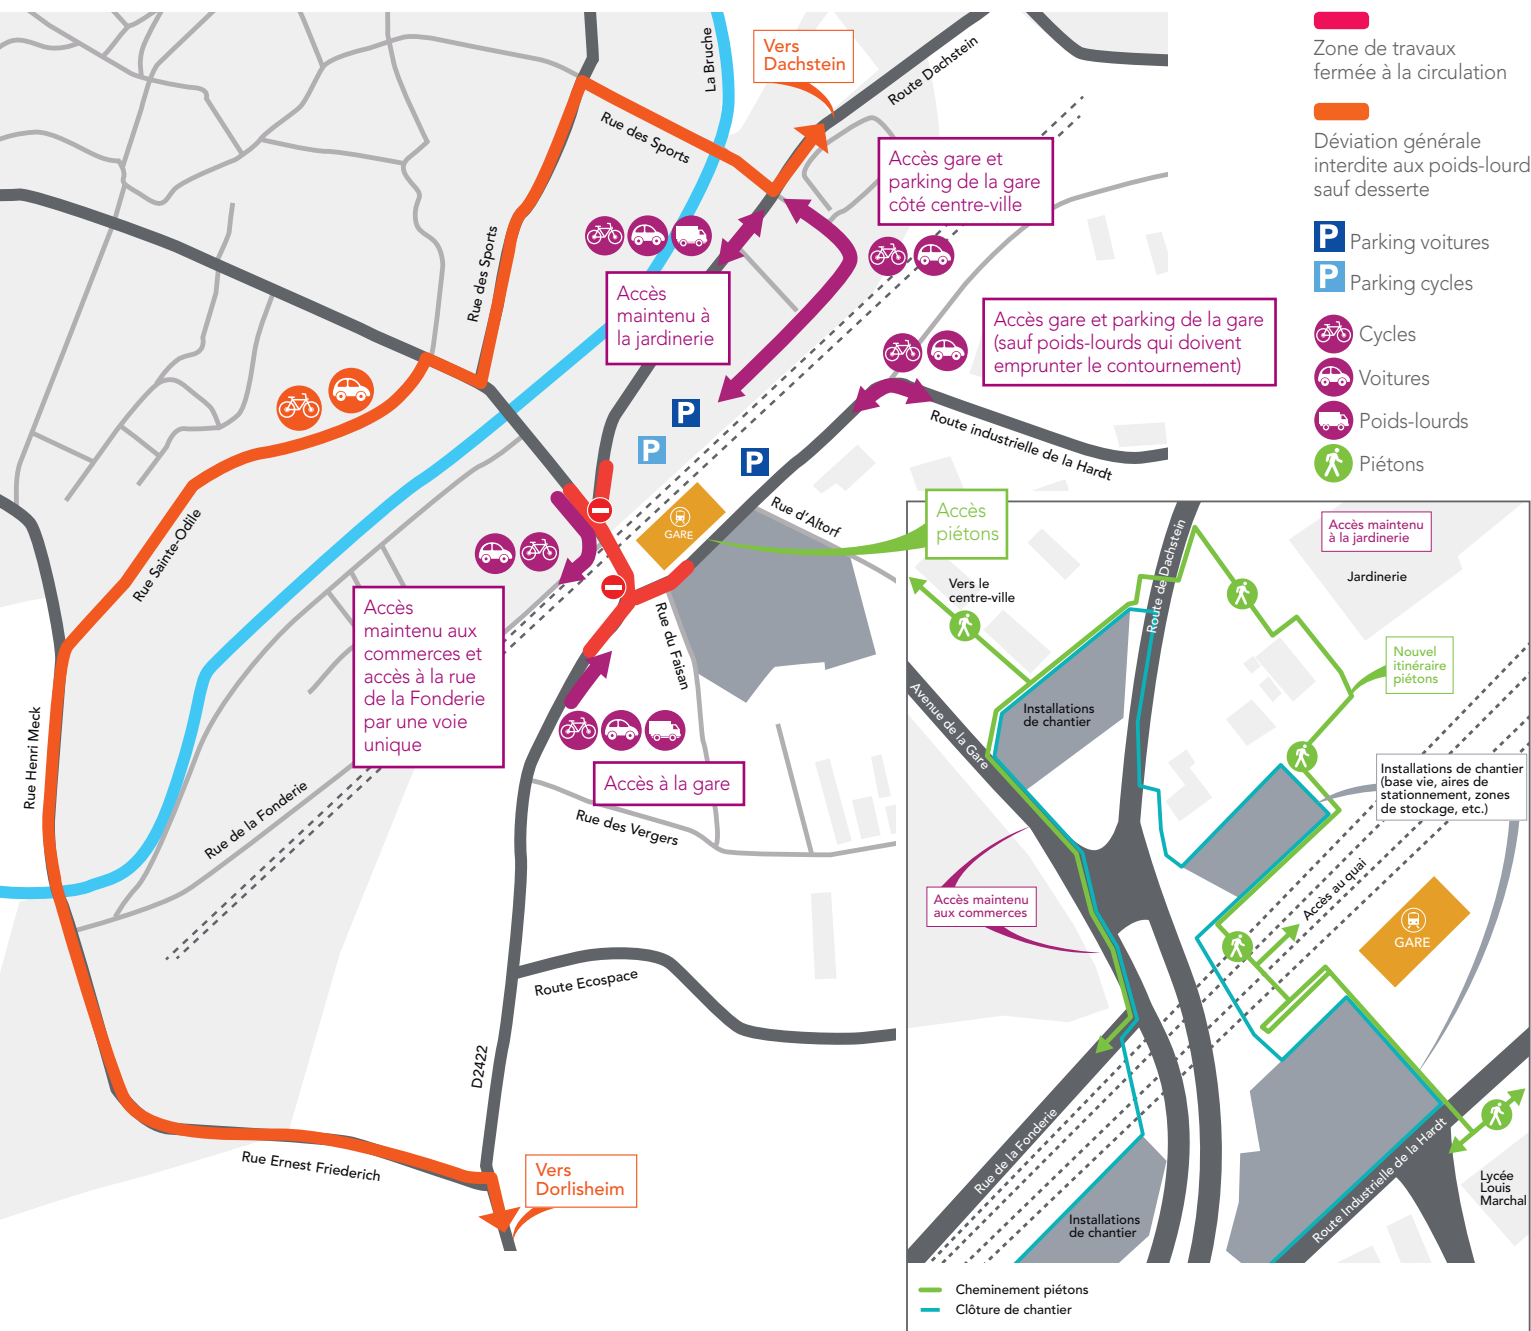 La Bruche
Vers
Dachstein
Route Dachstein
Rue des Sports
Accès gare et
parking de la gare
côté centre-ville
Rue des Sports
Accès
maintenu à
la jardinerie
Accès gare et parking de la gare
(sauf poids-lourds qui doivent
emprunter le contournement)
Route industrielle de la Hardt
P
P
P
GARE
Rue d'Altorf
Accès
piétons
Rue Sainte-Odile
Accès
maintenu aux
commerces et
accès à la rue
de la Fonderie
par une voie
unique
Rue du Faisan
Rue Henri Meck
Accès à la gare
Rue de la Fonderie
Rue des Vergers
Route Ecospace
D2422
Rue Ernest Friederich
Vers
Dorlisheim
Zone de travaux
fermée à la circulation
Déviation générale
interdite aux poids-lourd
sauf desserte
P Parking voitures
P Parking cycles
Cycles
Voitures
Poids-lourds
Piétons
Route de Dachstein
Accès maintenu
à la jardinerie
Jardinerie
Vers le
centre-ville
Nouvel
itinéraire
piétons
Avenue de la Gare
Installations
de chantier
Installations de chantier
(base vie, aires de
stationnement, zones
de stockage, etc.)
Accès au quai
Accès maintenu
aux commerces
GARE
Rue de la Fonderie
Route Industrielle de la Hardt
Lycée
Louis
Marchal
Installations
de chantier
Cheminement piétons
Clôture de chantier